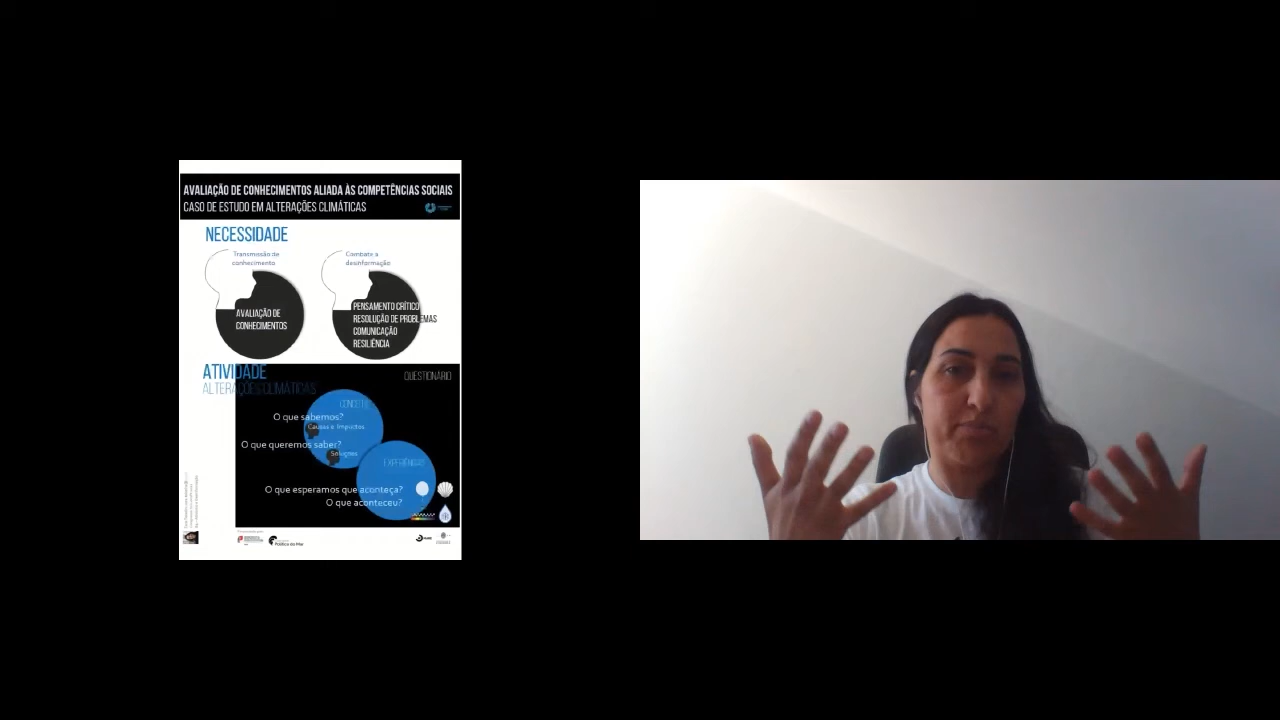 AVALIAÇÃO DE CONHECIMENTOS ALIADA ÀS COMPETÊNCIAS SOCIAIS
CASO DE ESTUDO EM ALTERAÇÕES CLIMÁTICAS
NECESSIDADE
Transmissão de
conhecimento
AVALIAÇÃO DE
CONHECIMENTOS
Combate a
desinformação
PENSAMENTO CRÍTICO
RESOLUÇÃO DE PROBLEMAS
COMUNICAÇÃO
RESILIÊNCIA
ATIVIDADE
ALTERAÇÕES CLIMÁTICAS
QUESTIONÁRIO
O que sabemos?
Causas e Impactos
O que queremos saber?
Soluções
EXPERIÊNCIAS
O que esperamos que aconteça?
O que aconteceu?
Política do Mar